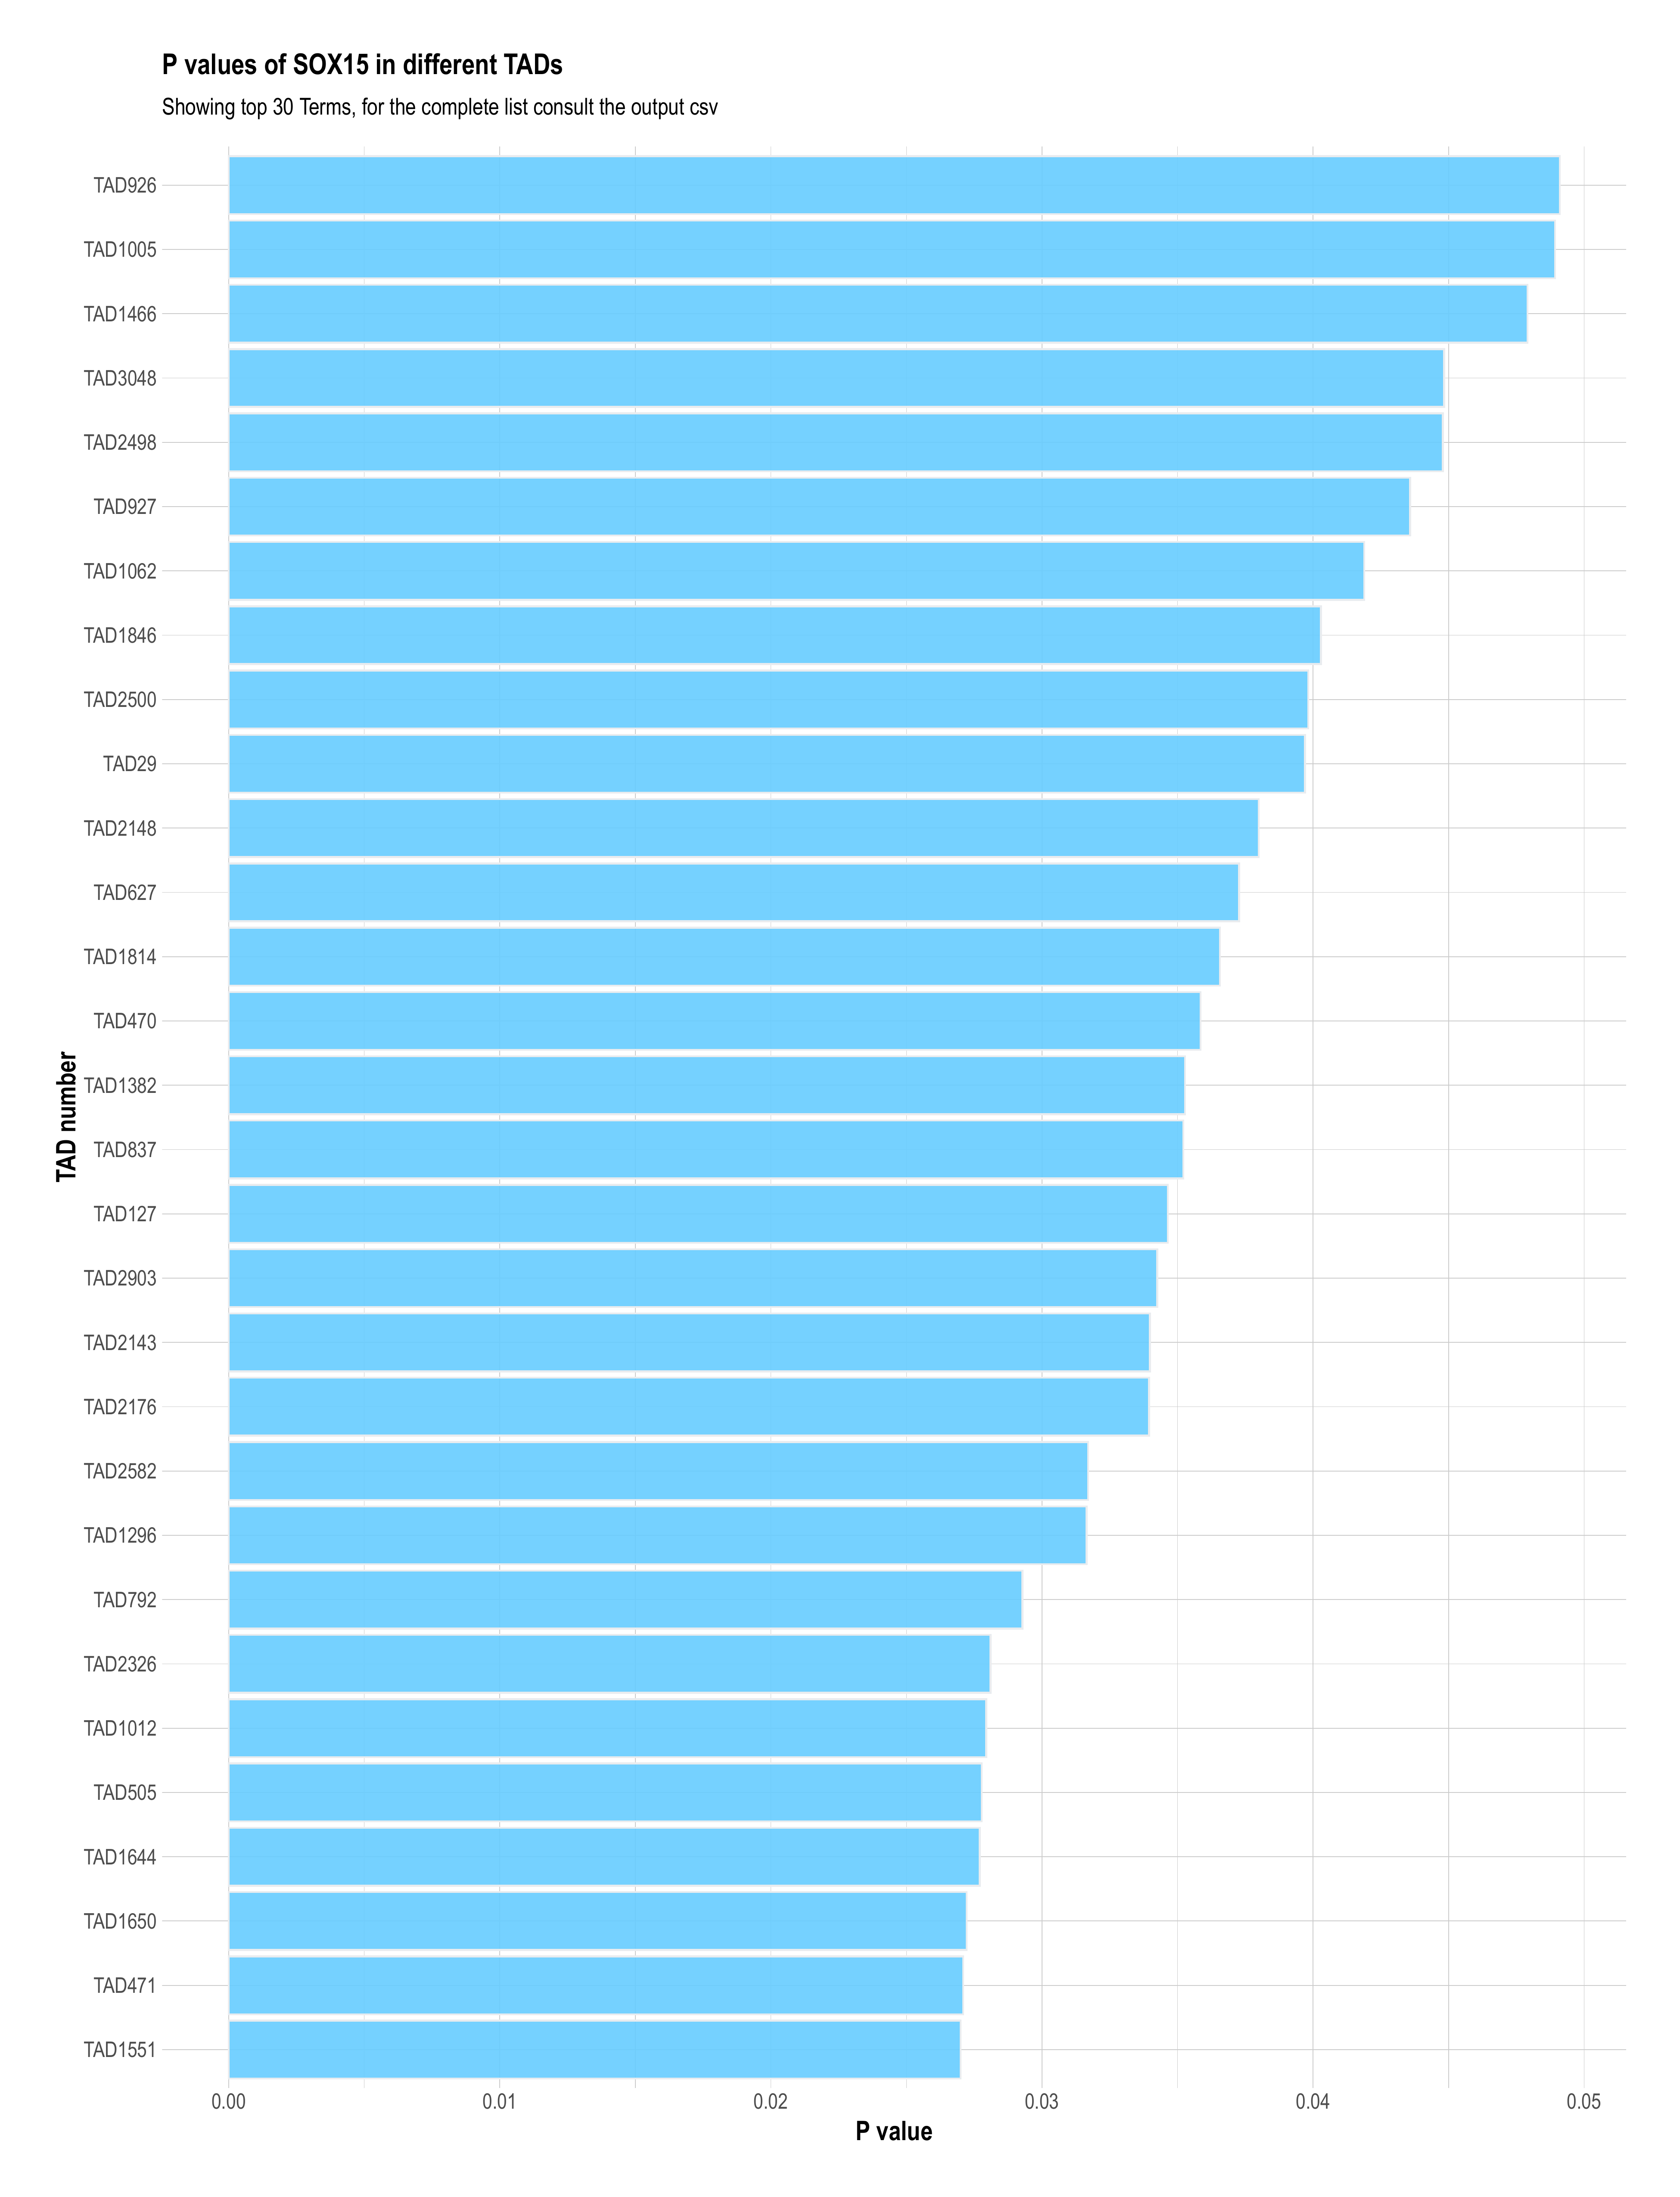 P values of SOX15 in different TADs
Showing top 30 Terms, for the complete list consult the output csv
TAD number
TAD926
TAD1005
TAD1466
TAD3048
TAD2498
TAD927
TAD1062
TAD1846
TAD2500
TAD29
TAD2148
TAD627
TAD1814
TAD470
TAD1382
TAD837
TAD127
TAD2903
TAD2143
TAD2176
TAD2582
TAD1296
TAD792
TAD2326
TAD1012
TAD505
TAD1644
TAD1650
TAD471
TAD1551
0.00 0.01 0.02 0.03 0.04 0.05
P value